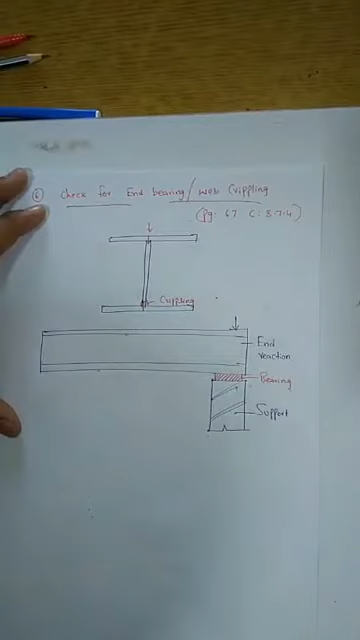 ⑥ Check for End bearing / web Crippling
(Pg. 67 C: 8.7.4)
Crippling
End
reaction
Bearing
Support